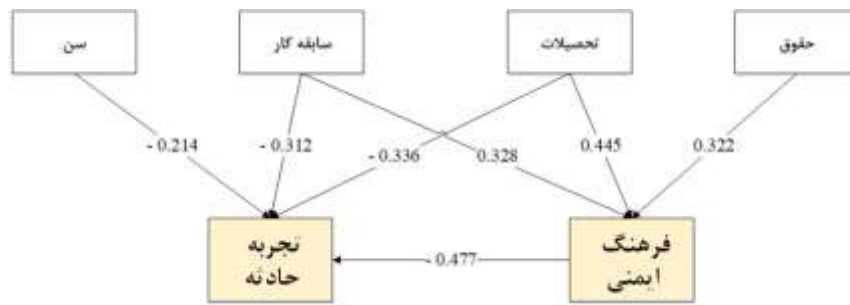 حقوق
تحصیلات
سابقه کار
سن
- 0.214
- 0.312
- 0.336
0.328
0.445
0.322
فرهنگ
ایمنی
- 0.477
تجربه
حادثه